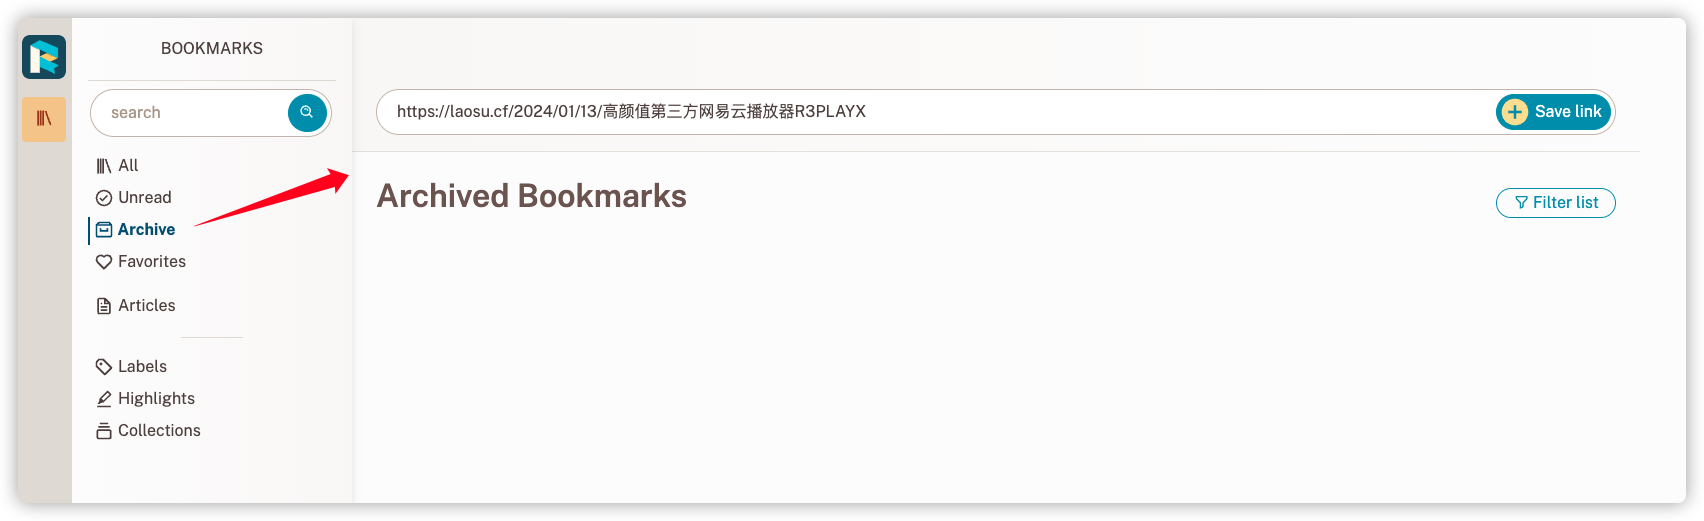 BOOKMARKS
search
All
Unread
Archive
Favorites
Articles
Labels
Highlights
Collections
https://laosu.cf/2024/01/13/高颜值第三方网易云播放器R3PLAYX
Save link
Archived Bookmarks
Filter list